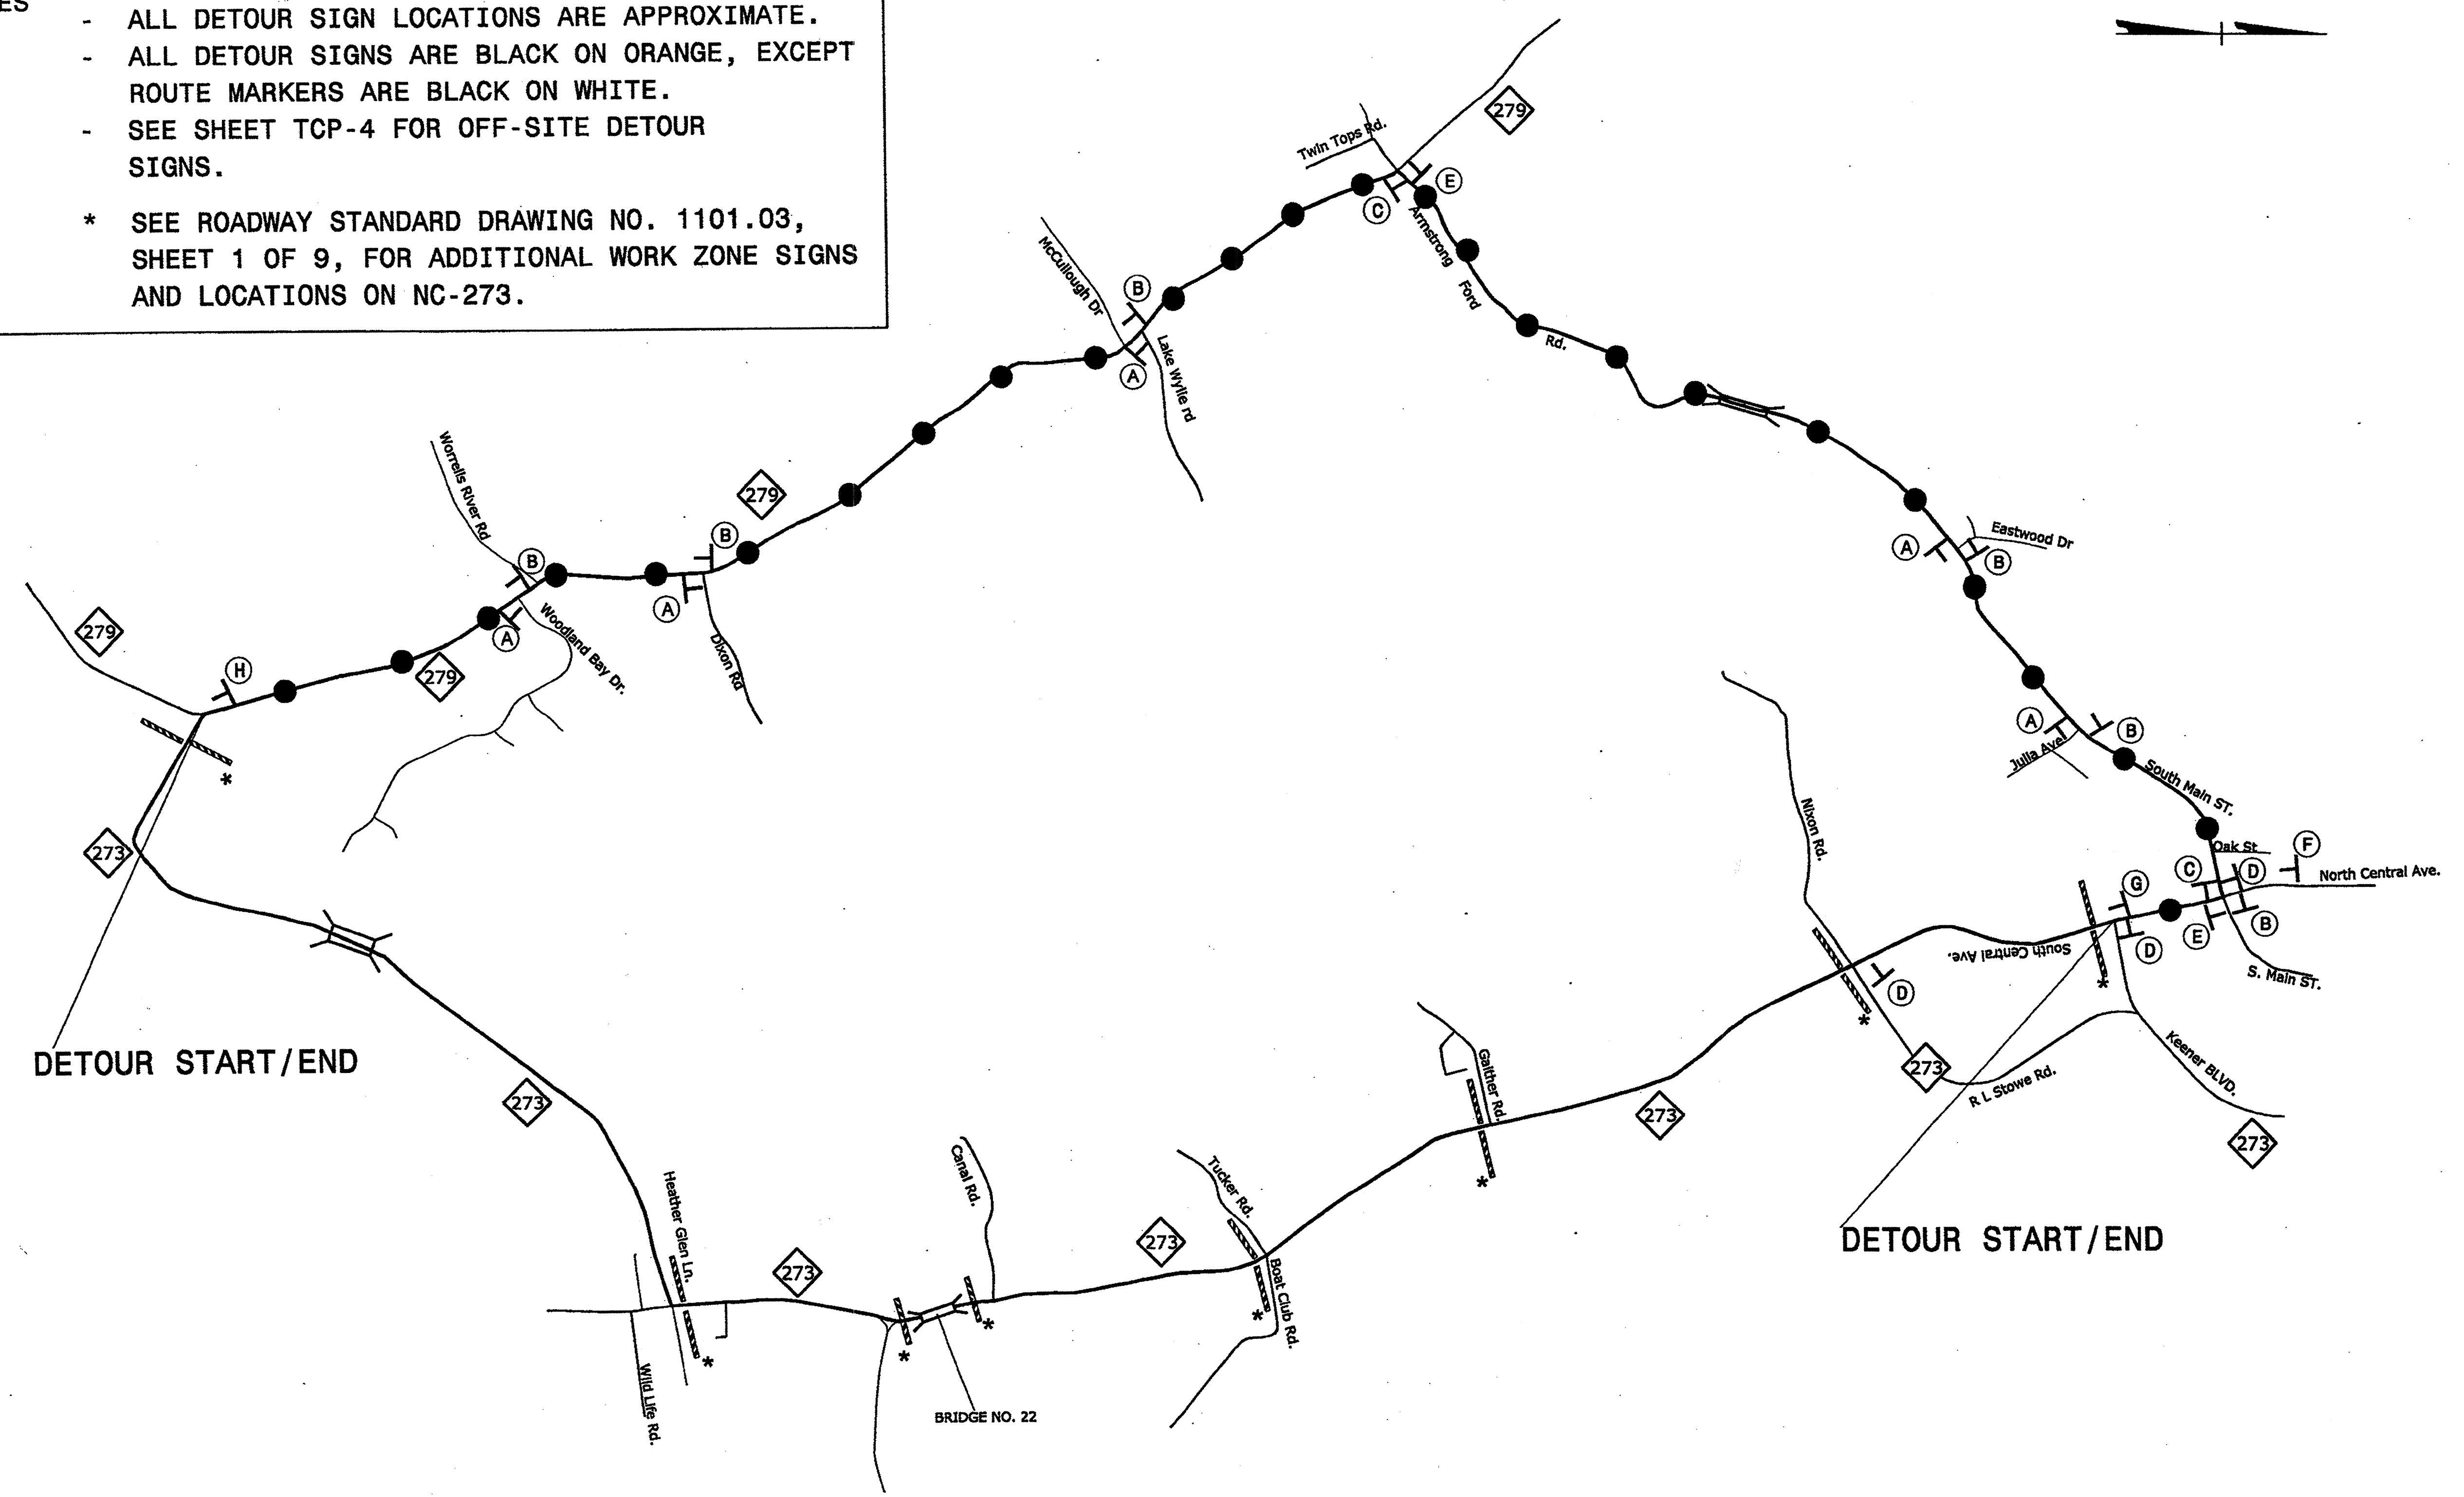 ES
- ALL DETOUR SIGN LOCATIONS ARE APPROXIMATE.
- ALL DETOUR SIGNS ARE BLACK ON ORANGE, EXCEPT
ROUTE MARKERS ARE BLACK ON WHITE.
- SEE SHEET TCP-4 FOR OFF-SITE DETOUR
SIGNS.
* SEE ROADWAY STANDARD DRAWING NO. 1101.03,
SHEET 1 OF 9, FOR ADDITIONAL WORK ZONE SIGNS
AND LOCATIONS ON NC-273.
279
Twin Tops Rd.
E
C
Armstrong
Ford
Rd.
McCullough Dr
B
A
Lake Wylie rd
Worrells River Rd
279
B
B
A
A
Woodland Bay Dr.
Dixon Rd
279
H
279
*
273
DETOUR START/END
A
Eastwood Dr
B
A
Julia Ave
B
South Main ST.
Oak St
F
C
D
North Central Ave.
G
D
E
B
S. Main ST.
*
South Central Ave.
Nixon Rd.
D
*
273
R L Stowe Rd.
Keener BLVD.
273
DETOUR START/END
Gaither Rd.
*
273
273
Heather Glen Ln.
*
Wild Life Rd.
273
Canal Rd.
*
*
BRIDGE NO. 22
273
Tucker Rd.
*
Boat Club Rd.